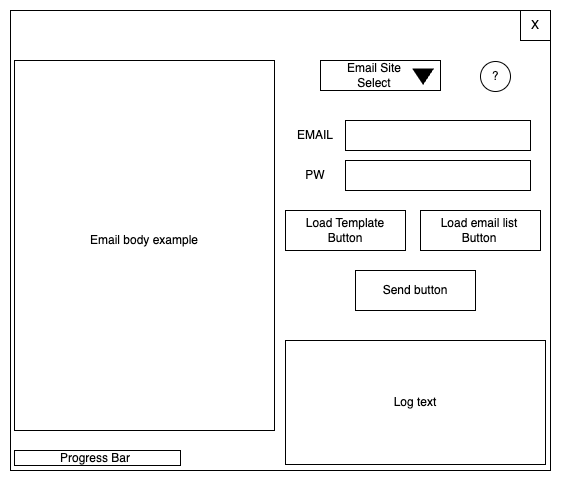 X
Email Site
Select
?
EMAIL
PW
Load Template
Button
Load email list
Button
Email body example
Send button
Log text
Progress Bar